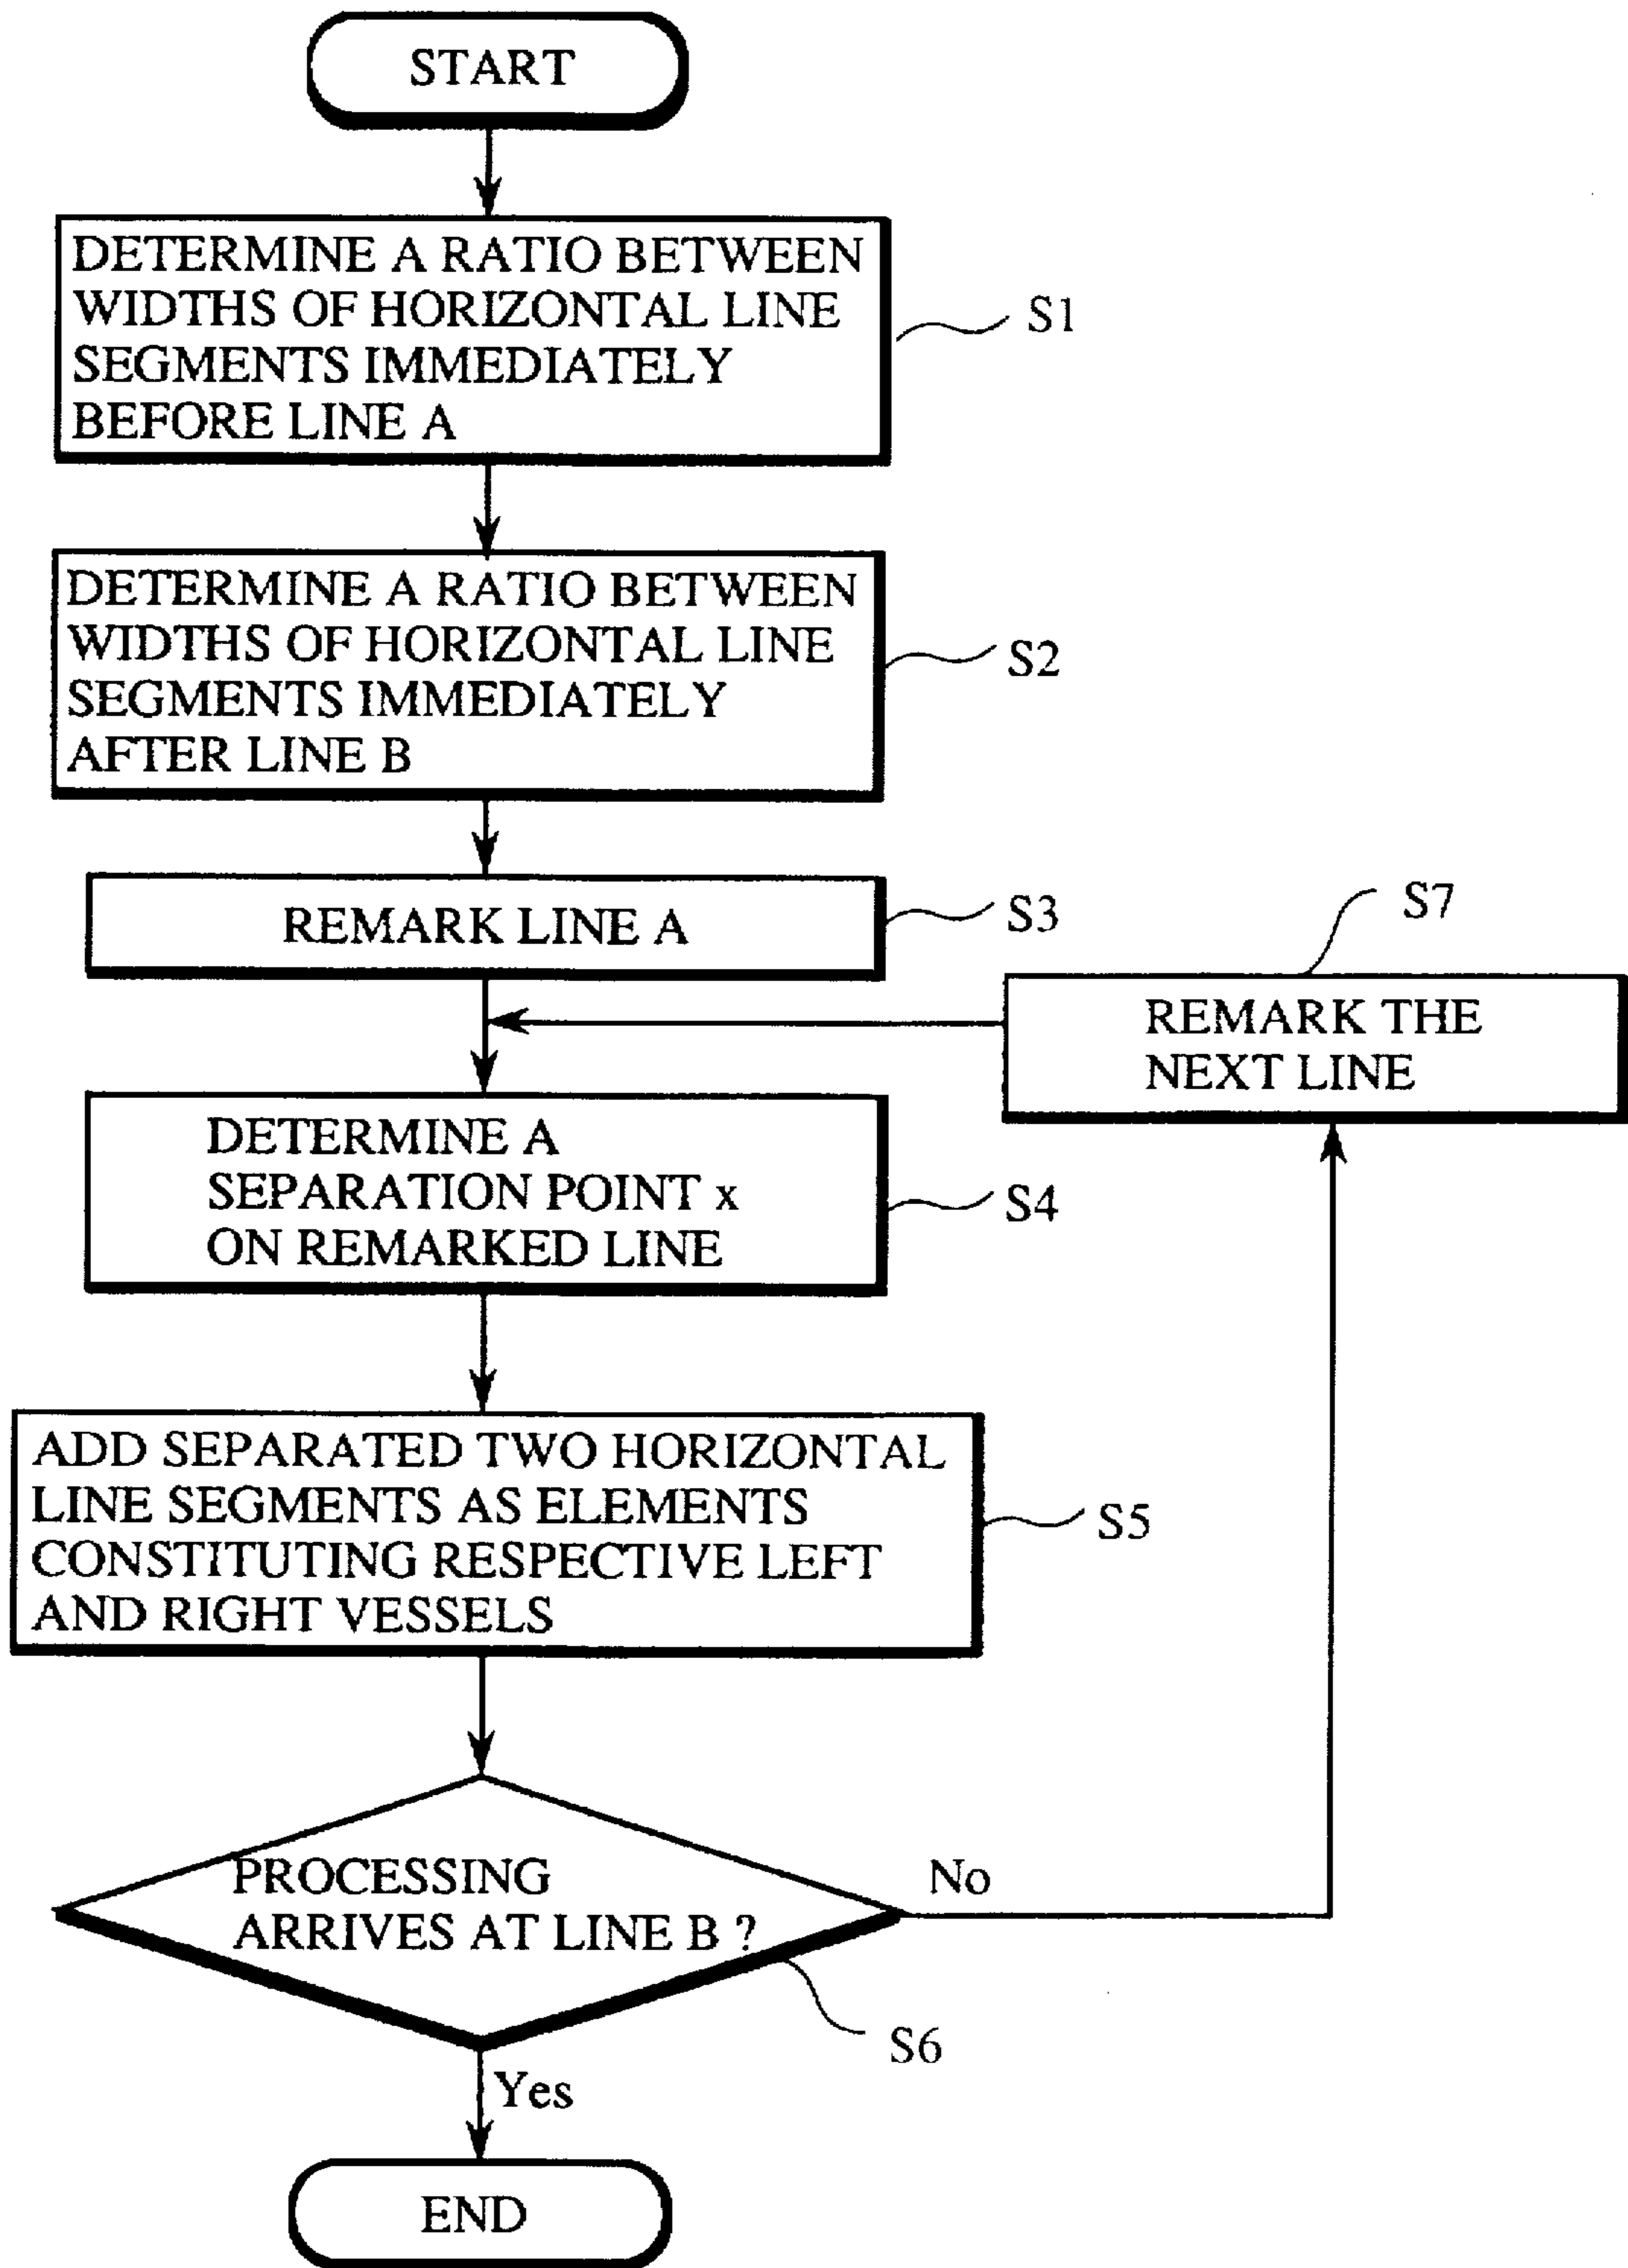 START
DETERMINE A RATIO BETWEEN
WIDTHS OF HORIZONTAL LINE
SEGMENTS IMMEDIATELY
BEFORE LINE A
S1
DETERMINE A RATIO BETWEEN
WIDTHS OF HORIZONTAL LINE
SEGMENTS IMMEDIATELY
AFTER LINE B
S2
REMARK LINE A
S3
S7
REMARK THE
NEXT LINE
DETERMINE A
SEPARATION POINT x
ON REMARKED LINE
S4
ADD SEPARATED TWO HORIZONTAL
LINE SEGMENTS AS ELEMENTS
CONSTITUTING RESPECTIVE LEFT
AND RIGHT VESSELS
S5
PROCESSING
ARRIVES AT LINE B ?
No
S6
Yes
END